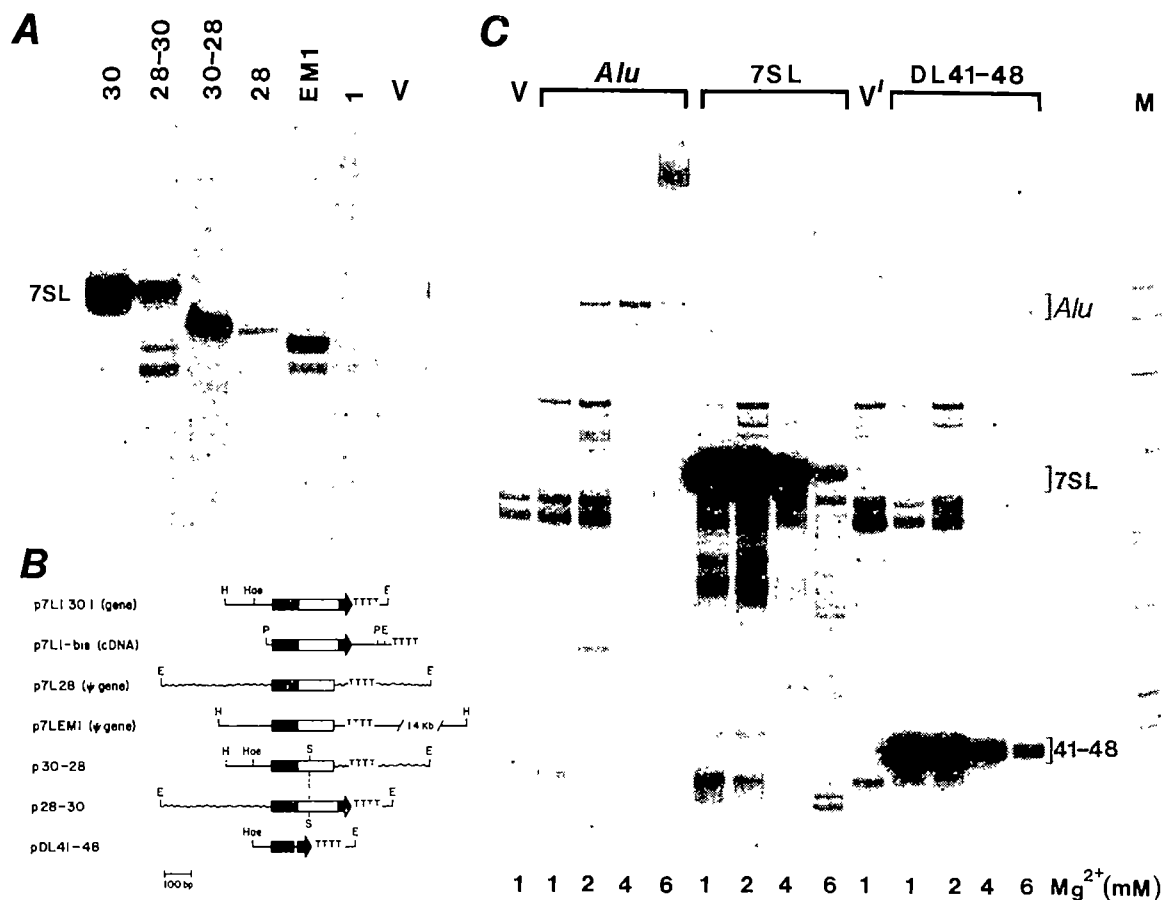 A
30
28-30
30-28
28
EM1
1
V
7SL
B
p7L130 1 (gene)
H Hae TTTT E
p7L1-bis (cDNA)
P PE TTTT
p7L28 (ψ gene)
E TTTT E
p7LEM1 (ψ gene)
H TTTT 14 Kb H
p30-28
H Hae S TTTT E
p28-30
E S TTTT E
pDL41-48
Hae TTTT E
100 bp
C
V Alu 7SL V' DL41-48 M
]Alu
]7SL
]41-48
1 1 2 4 6 1 2 4 6 1 1 2 4 6 Mg2+(mM)